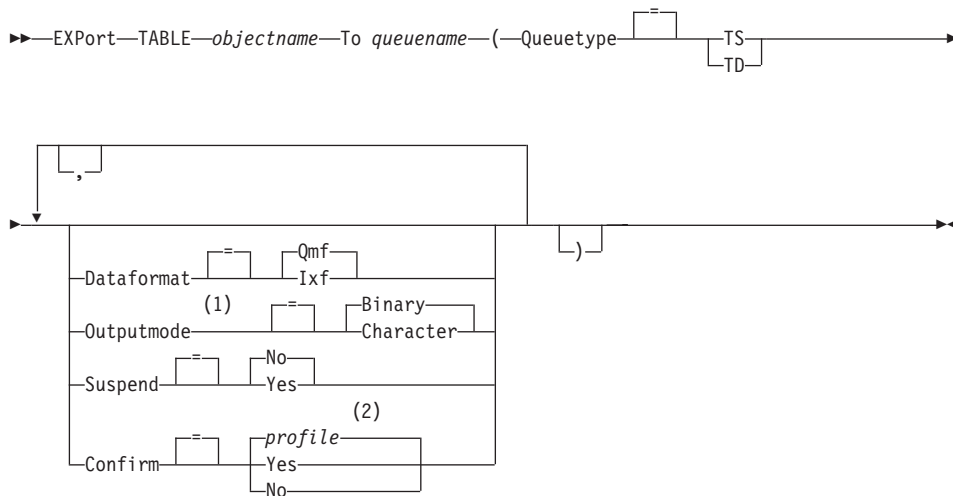 EXPort TABLE objectname To queuename ( Queuetype = TS
TD
,
Dataformat = Qmf
Ixf
)
(1)
Outputmode = Binary
Character
Suspend = No
Yes
(2)
Confirm = profile
Yes
No